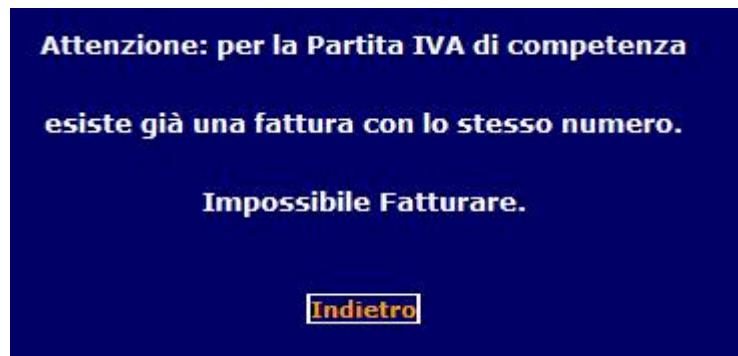 Attenzione: per la Partita IVA di competenza
esiste già una fattura con lo stesso numero.
Impossibile Fatturare.
Indietro